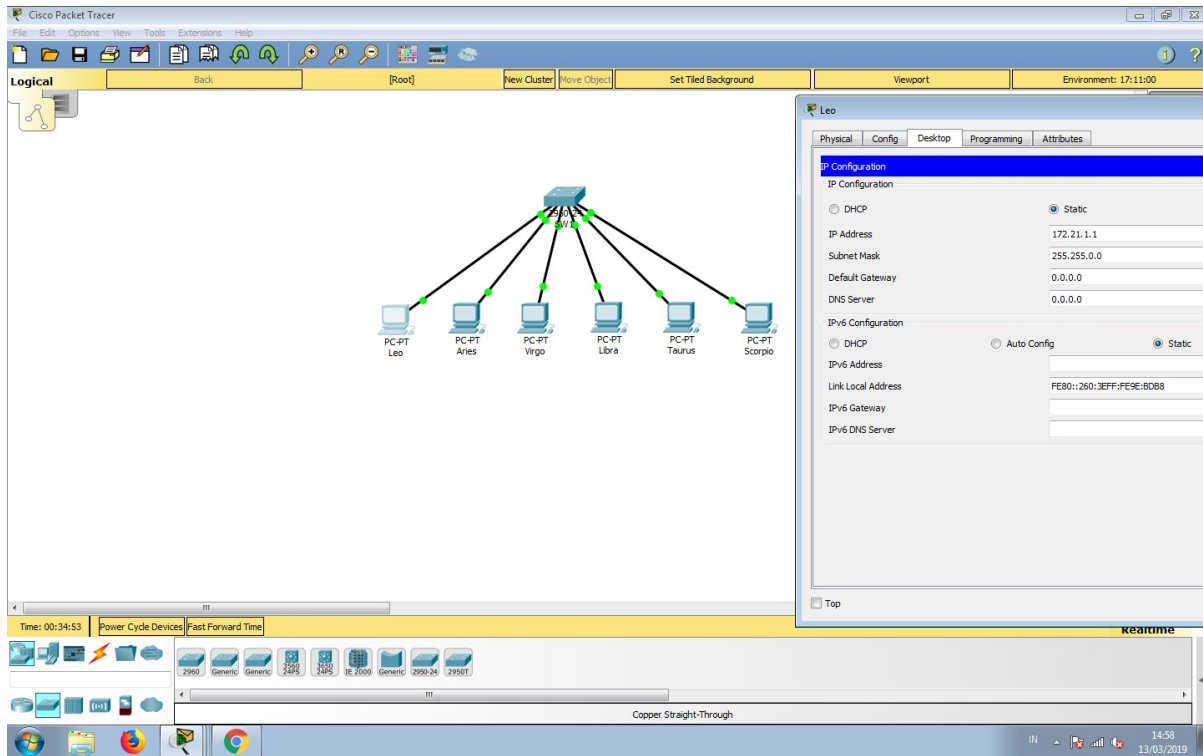 Cisco Packet Tracer
File Edit Options View Tools Extensions Help
Logical Back [Root] New Cluster Move Object Set Tiled Background Viewport Environment: 17:11:00
2950-24
SW1
PC-PT PC-PT PC-PT PC-PT PC-PT PC-PT
Leo Aries Virgo Libra Taurus Scorpio
Leo
Physical Config Desktop Programming Attributes
IP Configuration
IP Configuration
DHCP Static
IP Address 172.21.1.1
Subnet Mask 255.255.0.0
Default Gateway 0.0.0.0
DNS Server 0.0.0.0
IPv6 Configuration
DHCP Auto Config Static
IPv6 Address
Link Local Address FE80::260:3EFF:FE9E:BDB8
IPv6 Gateway
IPv6 DNS Server
Top
Time: 00:34:53 Power Cycle Devices Fast Forward Time Realtime
2960 Generic Generic 3560 24PS 3650 24PS IE 2000 Generic 2950-24 2950T
Copper Straight-Through
IN 14:58
13/03/2019